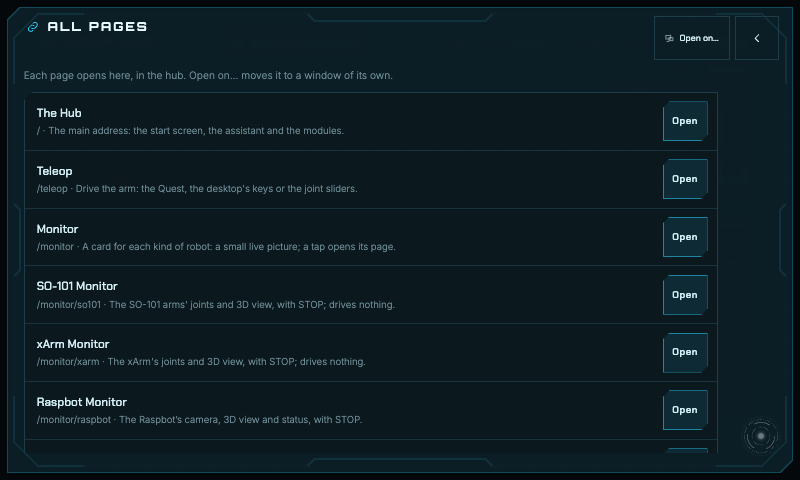 ALL PAGES
Open on...
Each page opens here, in the hub. Open on... moves it to a window of its own.
The Hub
/ · The main address: the start screen, the assistant and the modules.
Open
Teleop
/teleop · Drive the arm: the Quest, the desktop's keys or the joint sliders.
Open
Monitor
/monitor · A card for each kind of robot: a small live picture; a tap opens its page.
Open
SO-101 Monitor
/monitor/so101 · The SO-101 arms' joints and 3D view, with STOP; drives nothing.
Open
xArm Monitor
/monitor/xarm · The xArm's joints and 3D view, with STOP; drives nothing.
Open
Raspbot Monitor
/monitor/raspbot · The Raspbot's camera, 3D view and status, with STOP.
Open